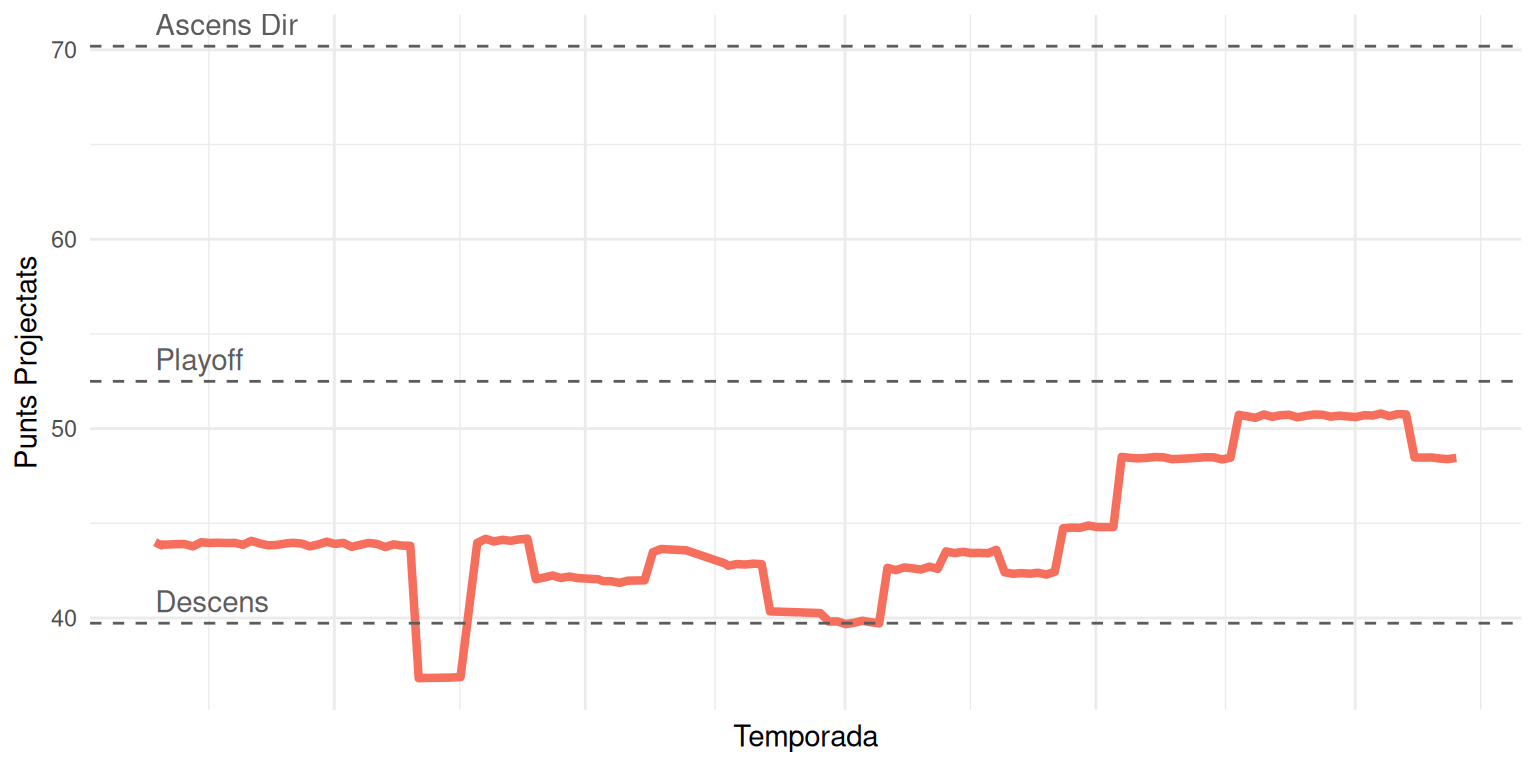 Ascens Dir
70
60
Playoff
50
Descens
40
Punts Projectats
Temporada